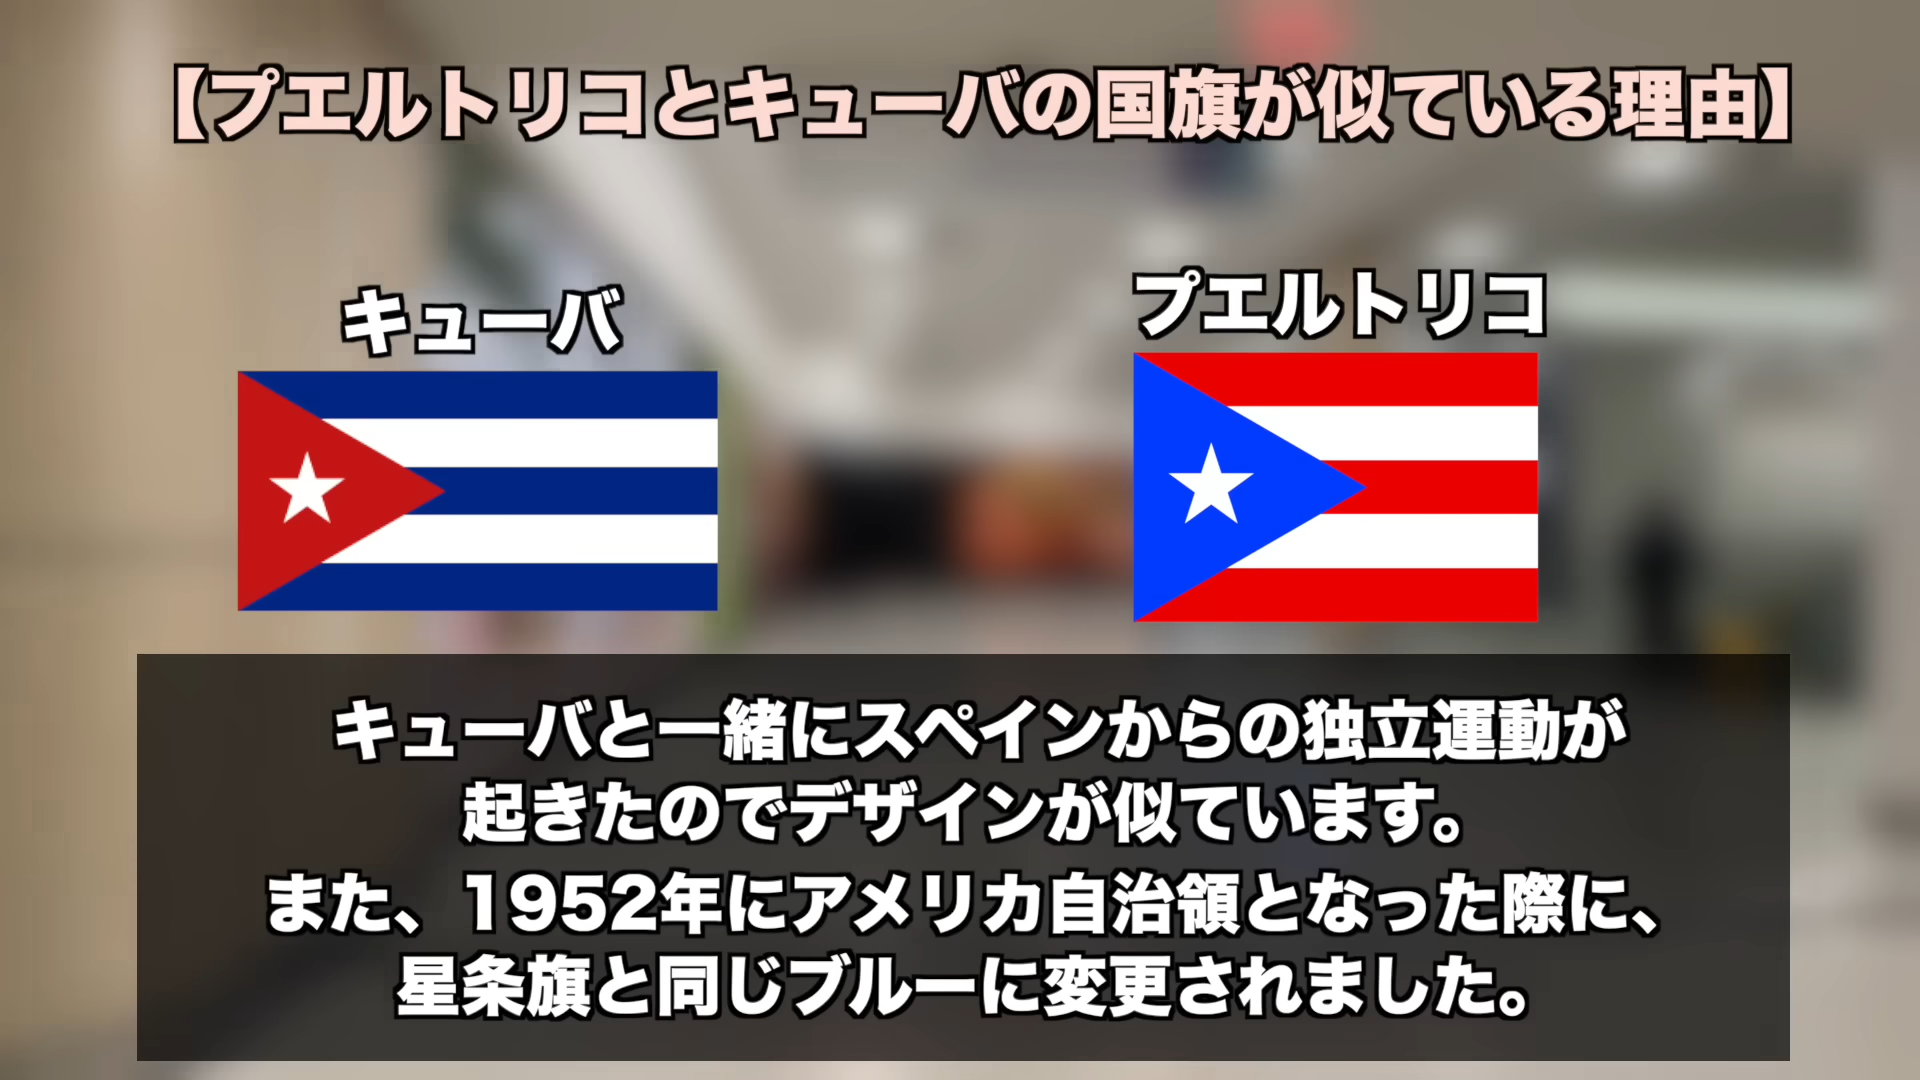 【プエルトリコとキューバの国旗が似ている理由】
キューバ
プエルトリコ
キューバと一緒にスペインからの独立運動が
起きたのでデザインが似ています。
また、1952年にアメリカ自治領となった際に、
星条旗と同じブルーに変更されました。